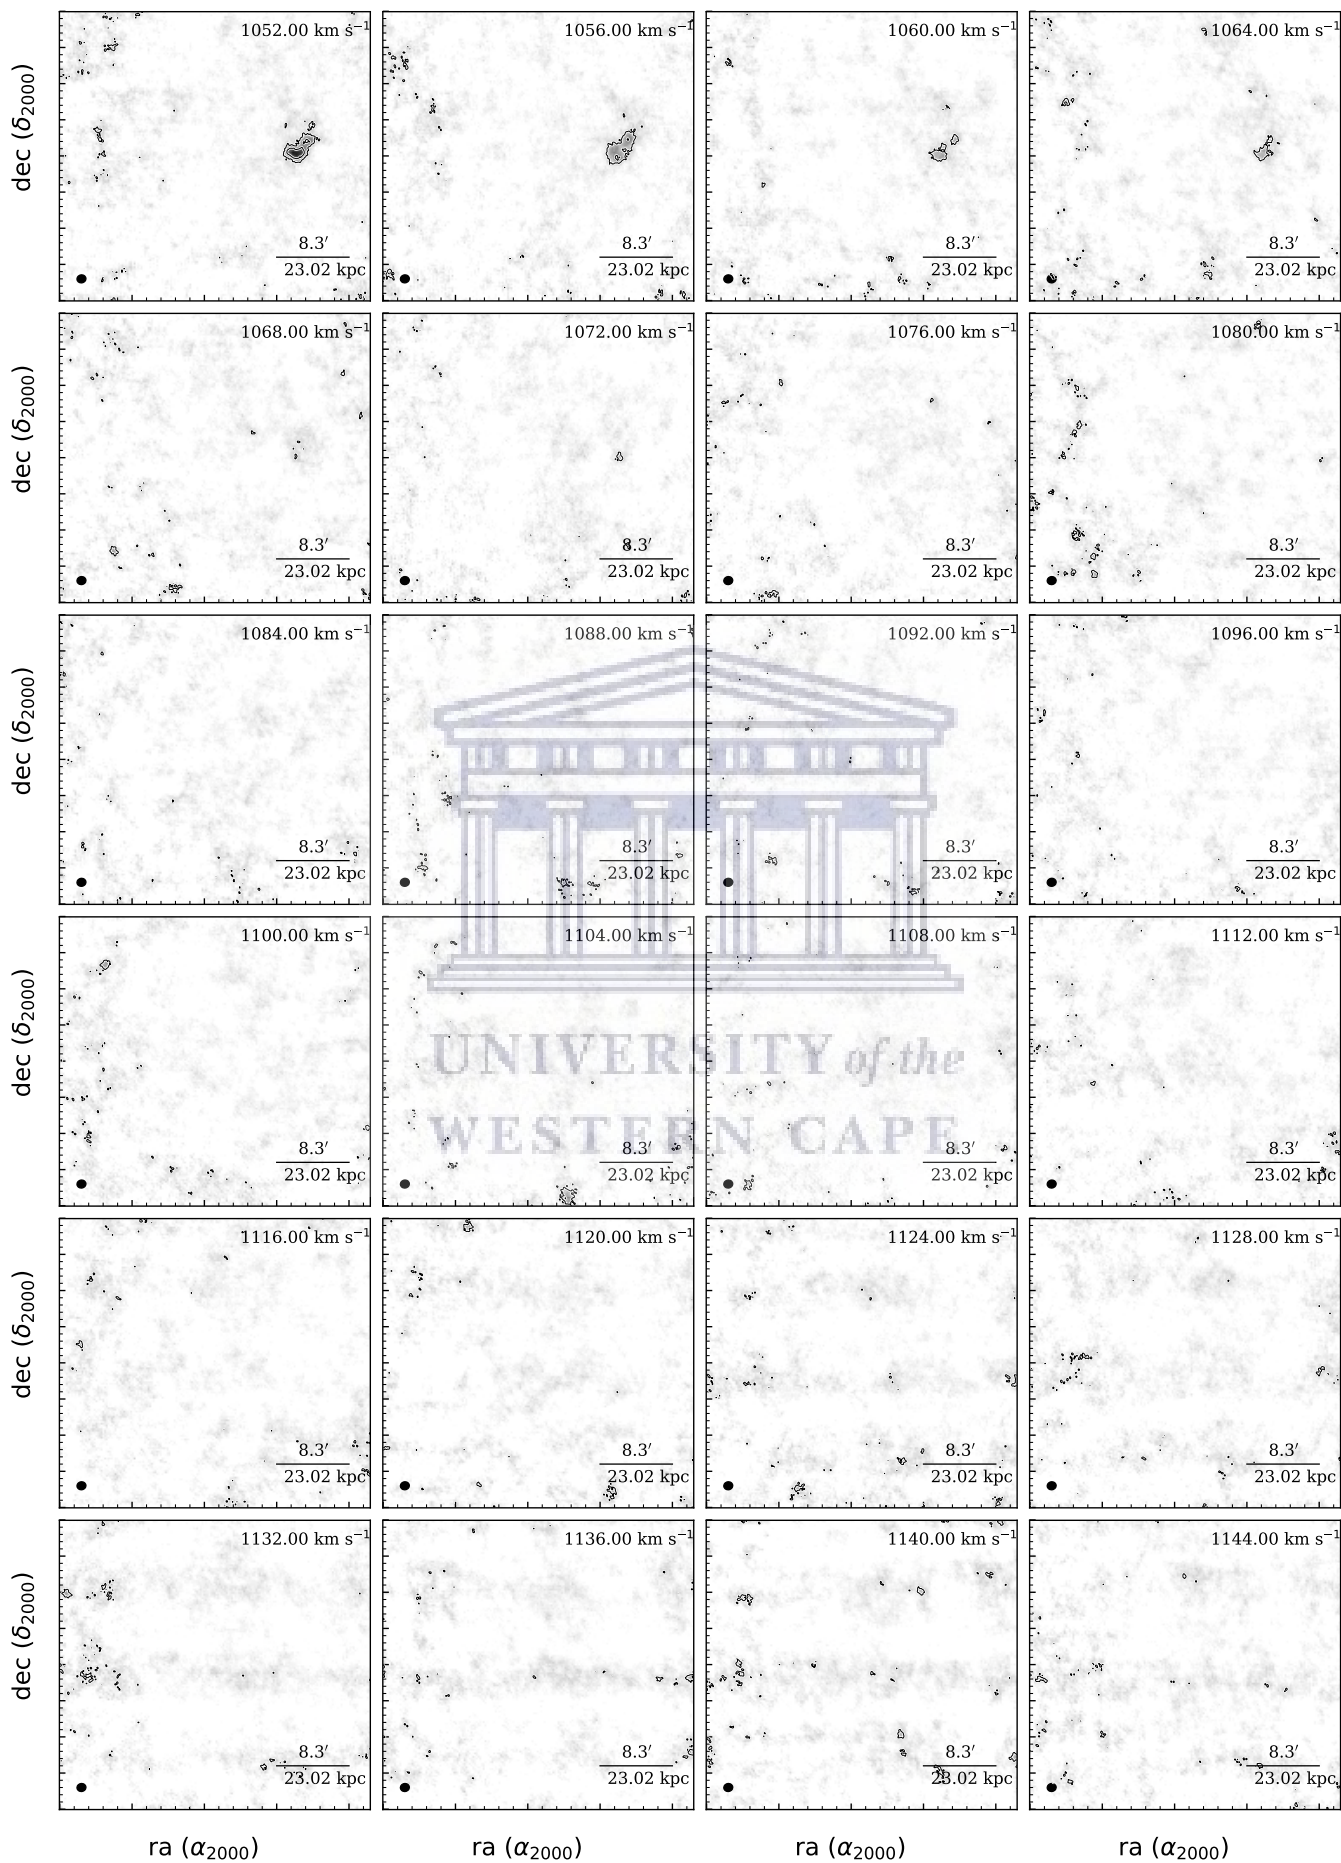 1052.00 km s⁻¹ 1056.00 km s⁻¹ 1060.00 km s⁻¹ 1064.00 km s⁻¹
dec (δ2000)
8.3′ 8.3′ 8.3′ 8.3′
23.02 kpc 23.02 kpc 23.02 kpc 23.02 kpc
1068.00 km s⁻¹ 1072.00 km s⁻¹ 1076.00 km s⁻¹ 1080.00 km s⁻¹
dec (δ2000)
8.3′ 8.3′ 8.3′ 8.3′
23.02 kpc 23.02 kpc 23.02 kpc 23.02 kpc
1084.00 km s⁻¹ 1088.00 km s⁻¹ 1092.00 km s⁻¹ 1096.00 km s⁻¹
dec (δ2000)
8.3′ 8.3′ 8.3′ 8.3′
23.02 kpc 23.02 kpc 23.02 kpc 23.02 kpc
1100.00 km s⁻¹ 1104.00 km s⁻¹ 1108.00 km s⁻¹ 1112.00 km s⁻¹
dec (δ2000)
UNIVERSITY of the
WESTERN CAPE
8.3′ 8.3′ 8.3′ 8.3′
23.02 kpc 23.02 kpc 23.02 kpc 23.02 kpc
1116.00 km s⁻¹ 1120.00 km s⁻¹ 1124.00 km s⁻¹ 1128.00 km s⁻¹
dec (δ2000)
8.3′ 8.3′ 8.3′ 8.3′
23.02 kpc 23.02 kpc 23.02 kpc 23.02 kpc
1132.00 km s⁻¹ 1136.00 km s⁻¹ 1140.00 km s⁻¹ 1144.00 km s⁻¹
dec (δ2000)
8.3′ 8.3′ 8.3′ 8.3′
23.02 kpc 23.02 kpc 23.02 kpc 23.02 kpc
ra (α2000) ra (α2000) ra (α2000) ra (α2000)